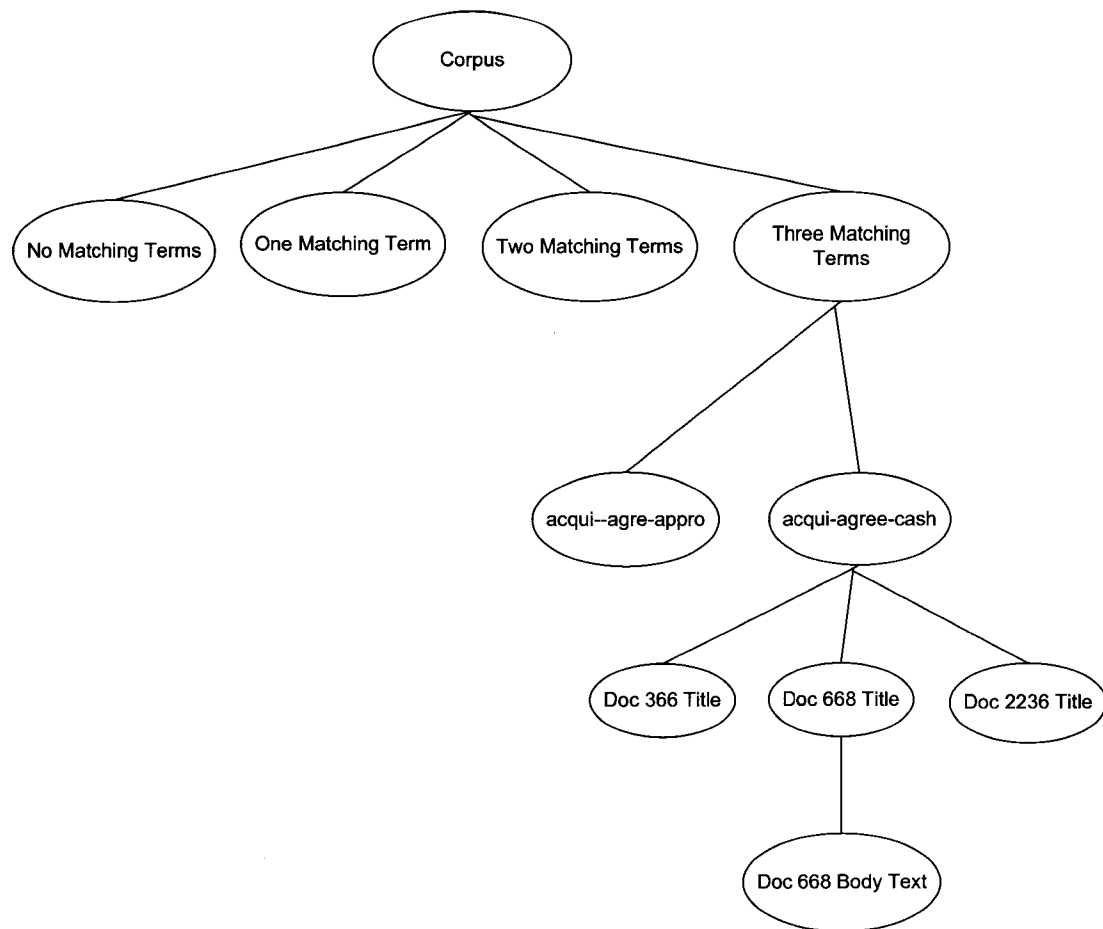 Corpus
No Matching Terms
One Matching Term
Two Matching Terms
Three Matching
Terms
acqui--agre-appro
acqui-agree-cash
Doc 366 Title
Doc 668 Title
Doc 2236 Title
Doc 668 Body Text